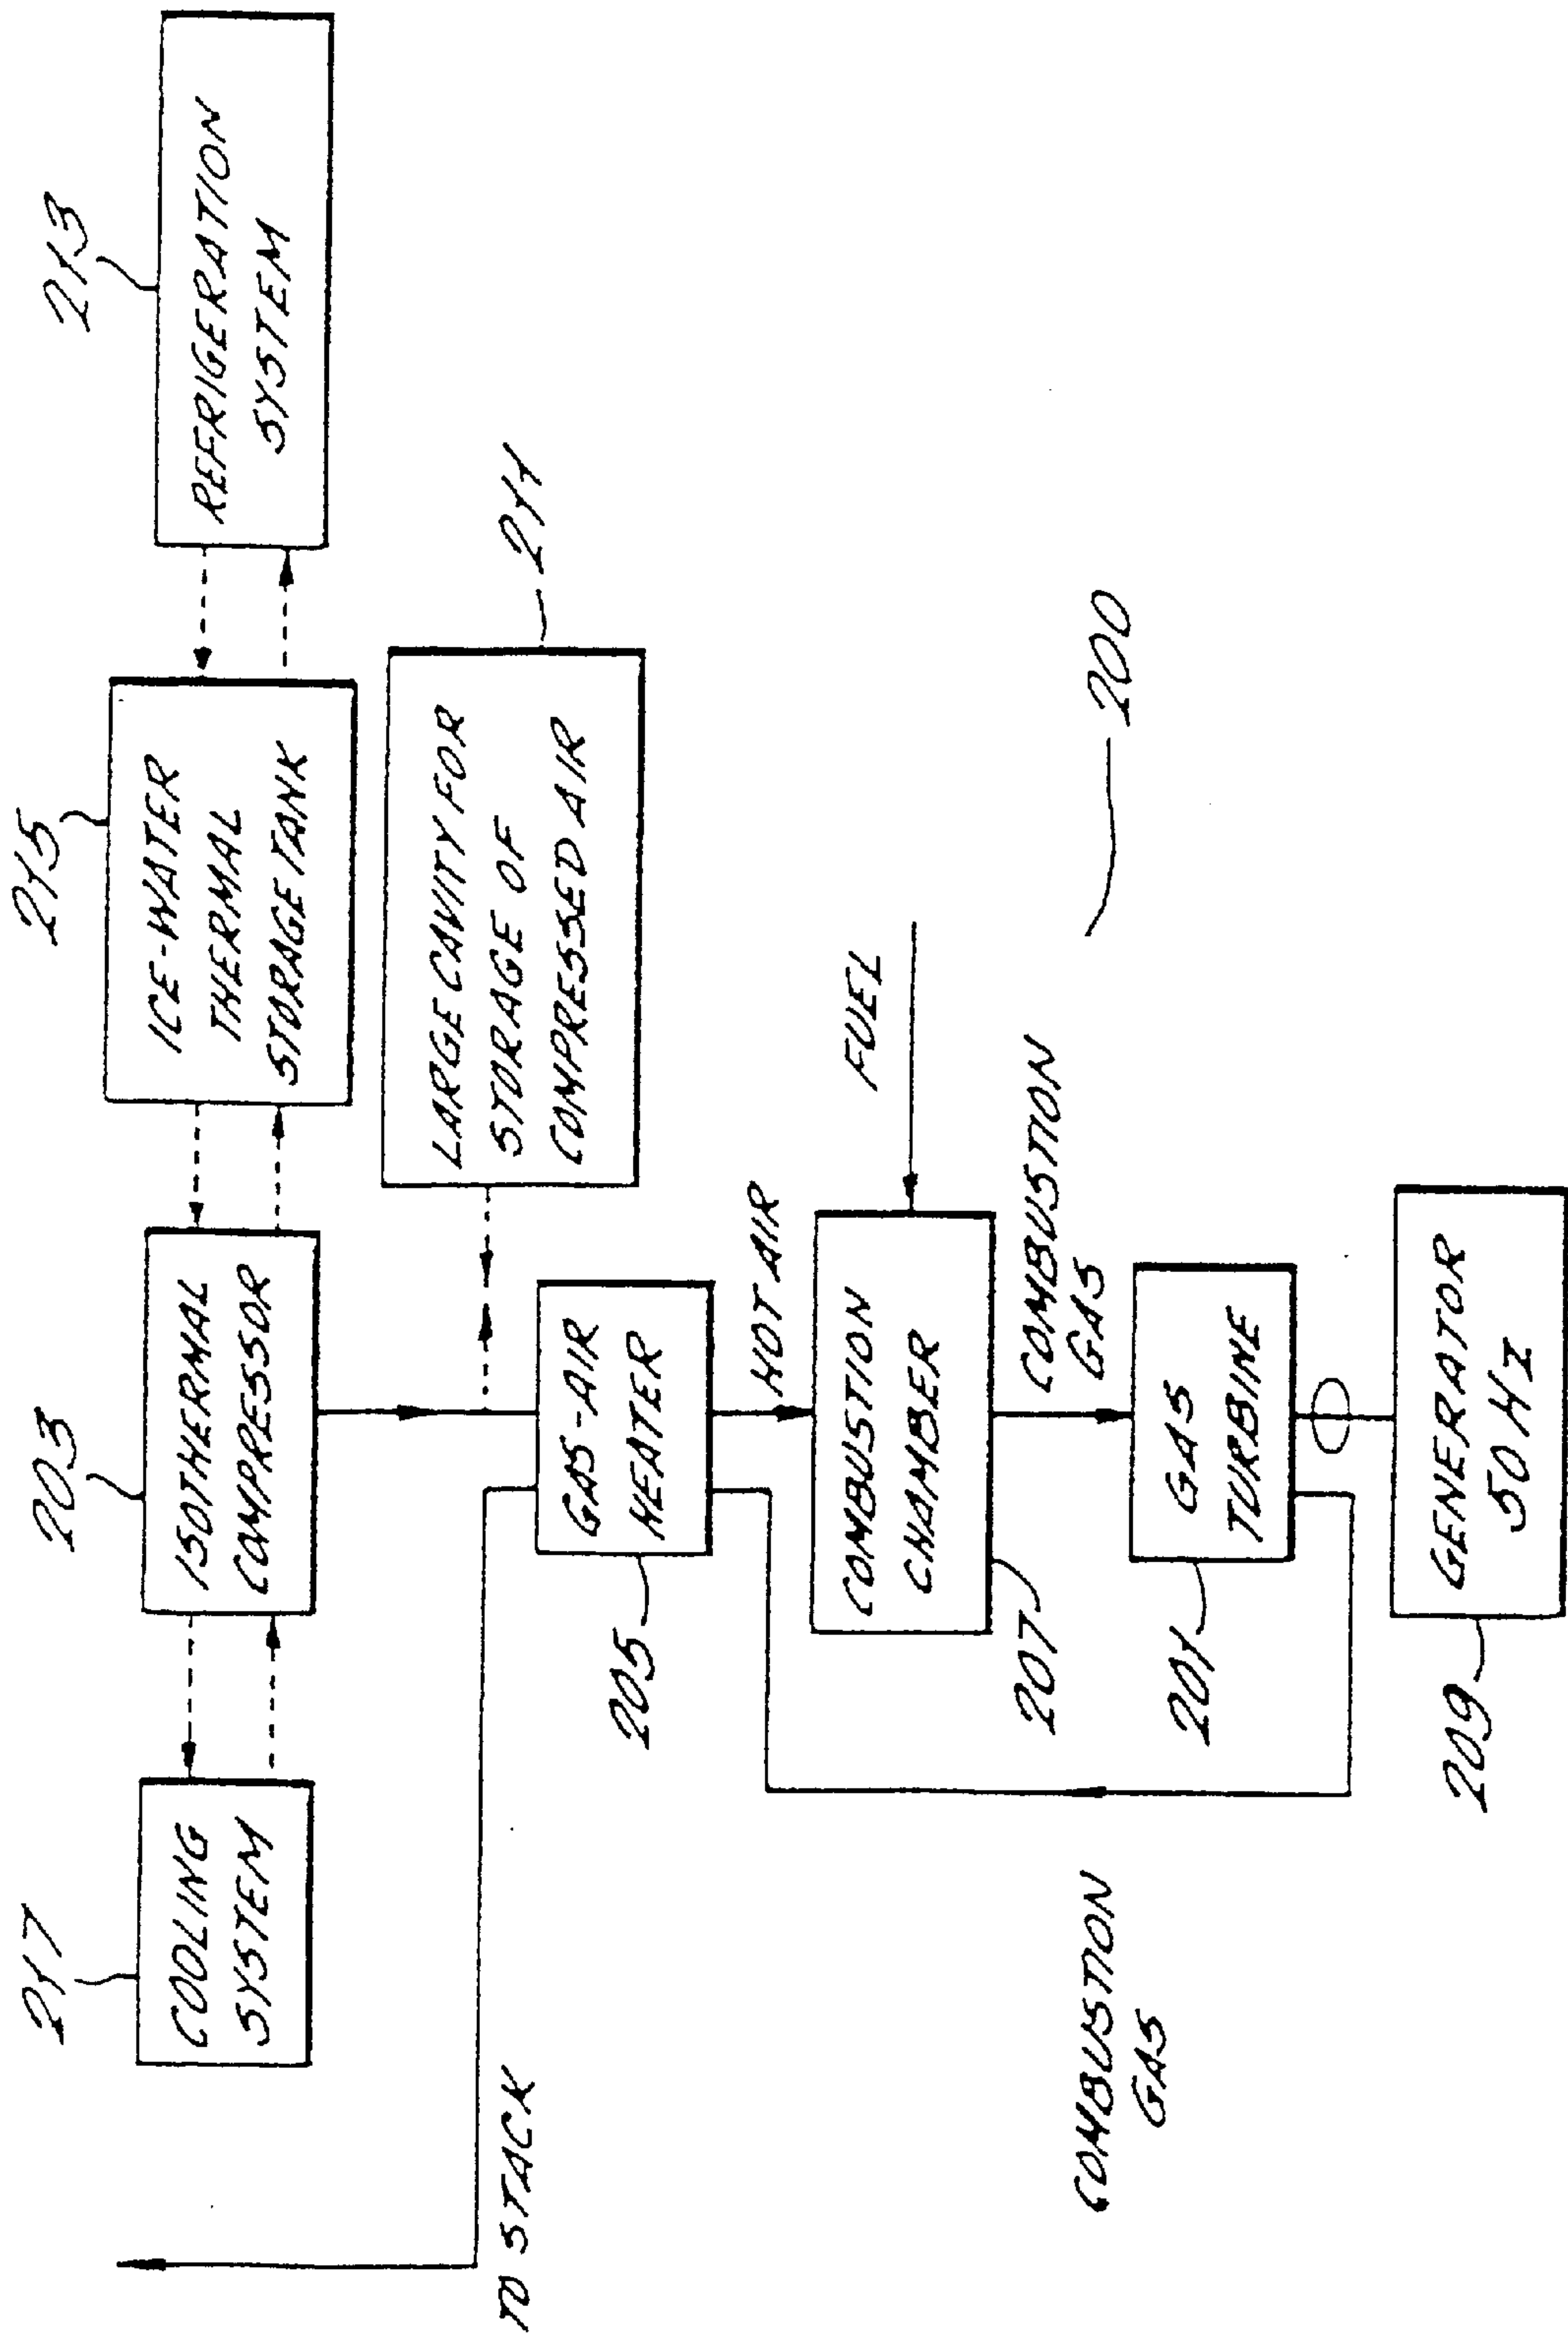 217
COOLING
SYSTEM
203
ISOTHERMAL
COMPRESSOR
215
ICE-WATER
THERMAL
STORAGE TANK
213
REFRIGERATION
SYSTEM
LARGE CAVITY FOR
STORAGE OF
COMPRESSED AIR
211
TO STACK
GAS-AIR
HEATER
205
HOT AIR
COMBUSTION
CHAMBER
207
FUEL
COMBUSTION
GAS
GAS
TURBINE
201
COMBUSTION
GAS
200
GENERATOR
50 Hz
209